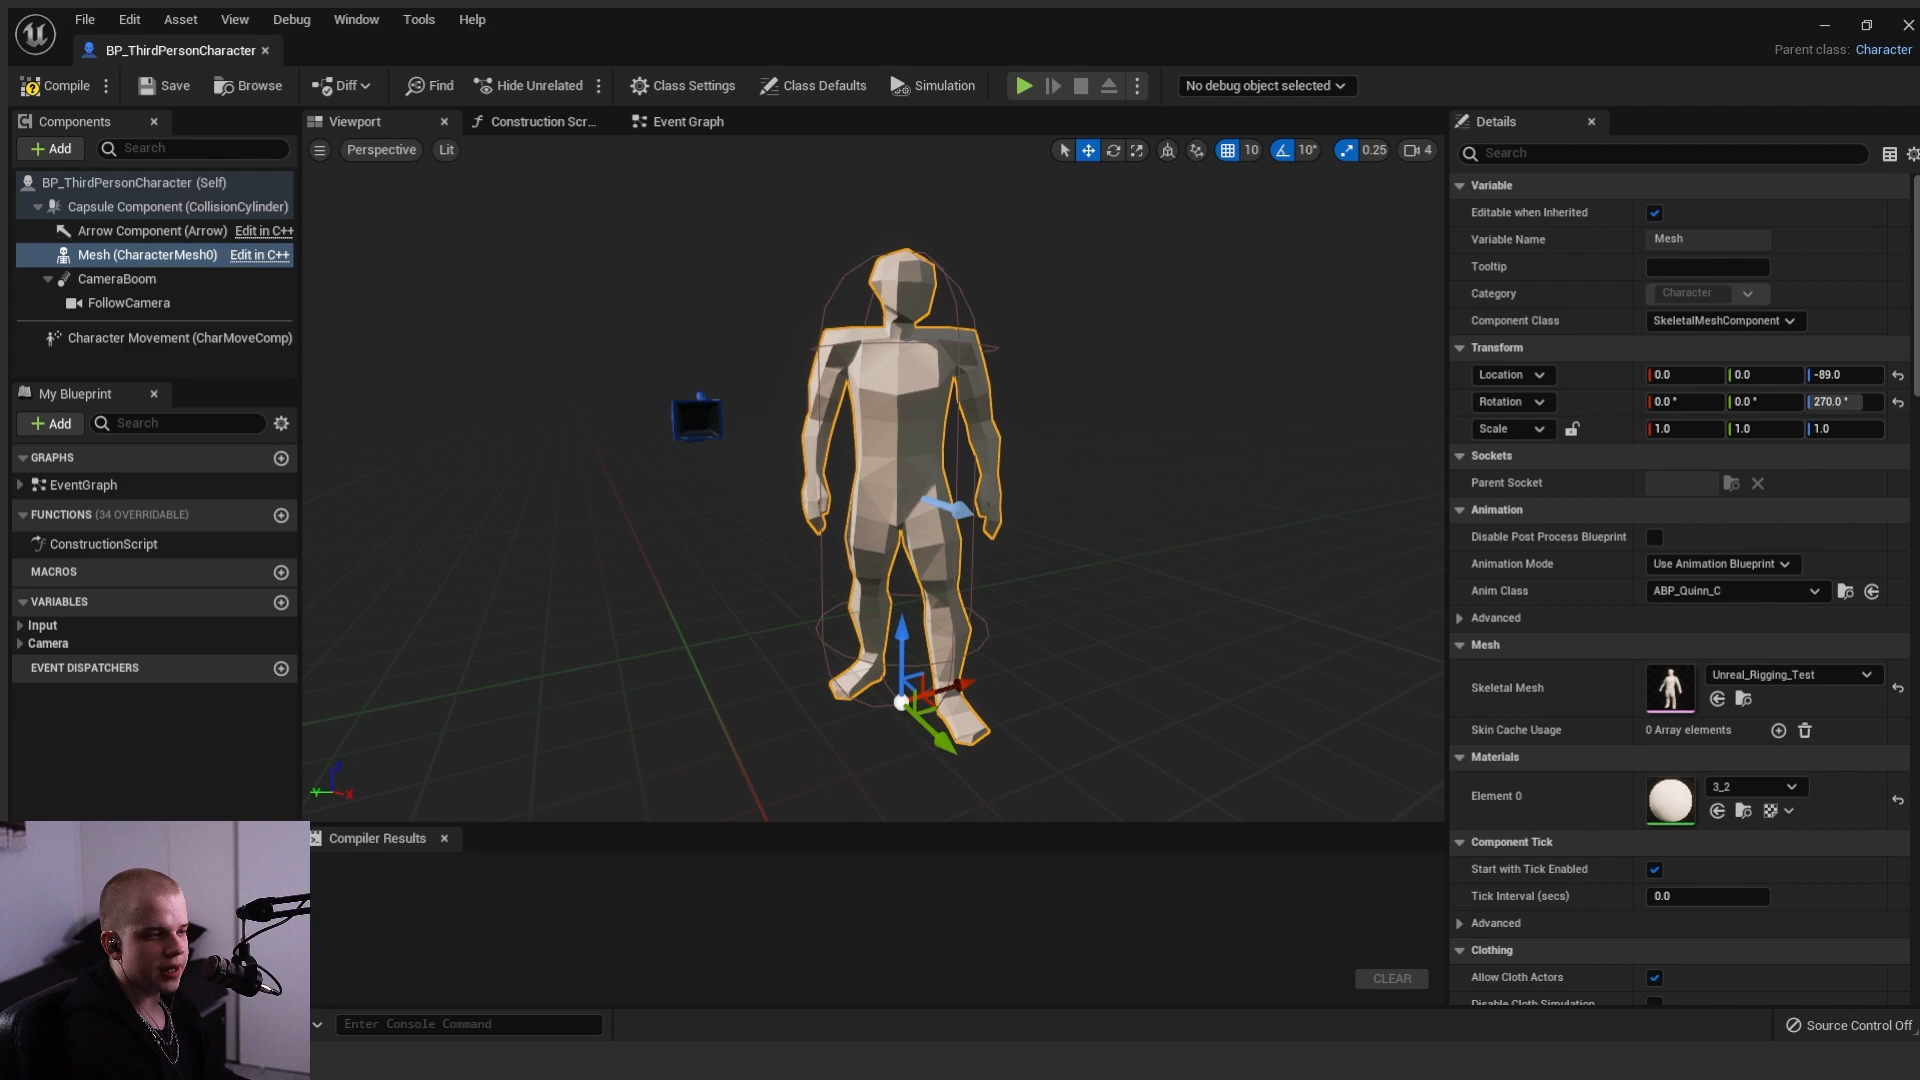 File Edit Asset View Debug Window Tools Help
BP_ThirdPersonCharacter
Parent class: Character
Compile Save Browse Diff Find Hide Unrelated Class Settings Class Defaults Simulation No debug object selected
Components
Add Search
BP_ThirdPersonCharacter (Self)
Capsule Component (CollisionCylinder)
Arrow Component (Arrow) Edit in C++
Mesh (CharacterMesh0) Edit in C++
CameraBoom
FollowCamera
Character Movement (CharMoveComp)
My Blueprint
Add Search
GRAPHS
EventGraph
FUNCTIONS (34 OVERRIDABLE)
ConstructionScript
MACROS
VARIABLES
Input
Camera
EVENT DISPATCHERS
Viewport Construction Scr... Event Graph
Perspective Lit 10 10° 0.25 4
Z
Y X
Compiler Results
CLEAR
Enter Console Command
Details
Search
Variable
Editable when Inherited
Variable Name Mesh
Tooltip
Category Character
Component Class SkeletalMeshComponent
Transform
Location 0.0 0.0 -89.0
Rotation 0.0 ° 0.0 ° 270.0 °
Scale 1.0 1.0 1.0
Sockets
Parent Socket
Animation
Disable Post Process Blueprint
Animation Mode Use Animation Blueprint
Anim Class ABP_Quinn_C
Advanced
Mesh
Skeletal Mesh Unreal_Rigging_Test
Skin Cache Usage 0 Array elements
Materials
Element 0 3_2
Component Tick
Start with Tick Enabled
Tick Interval (secs) 0.0
Advanced
Clothing
Allow Cloth Actors
Disable Cloth Simulation
Source Control Off